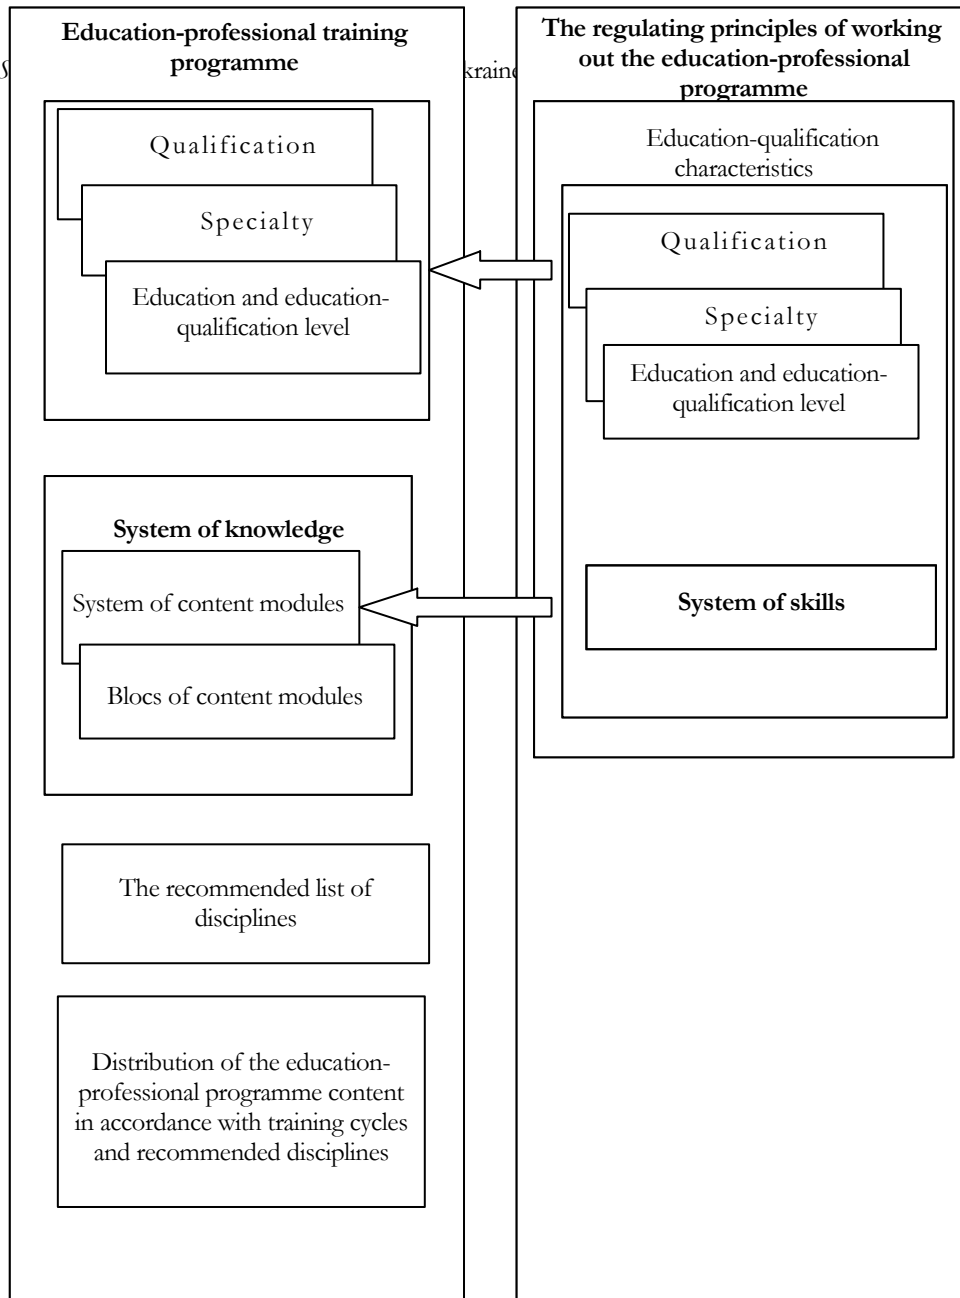 Education-professional training
programme
Qualification
Specialty
Education and education-
qualification level
System of knowledge
System of content modules
Blocs of content modules
The recommended list of
disciplines
Distribution of the education-
professional programme content
in accordance with training cycles
and recommended disciplines
The regulating principles of working
out the education-professional
programme
Education-qualification
characteristics
Qualification
Specialty
Education and education-
qualification level
System of skills